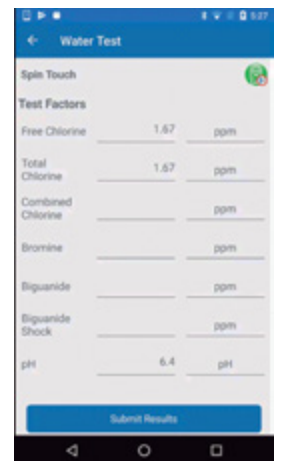 5:27
Water Test
Spin Touch
Test Factors
Free Chlorine 1.67 ppm
Total
Chlorine 1.67 ppm
Combined
Chlorine ppm
Bromine ppm
Biguanide ppm
Biguanide
Shock ppm
pH 6.4 pH
Submit Results